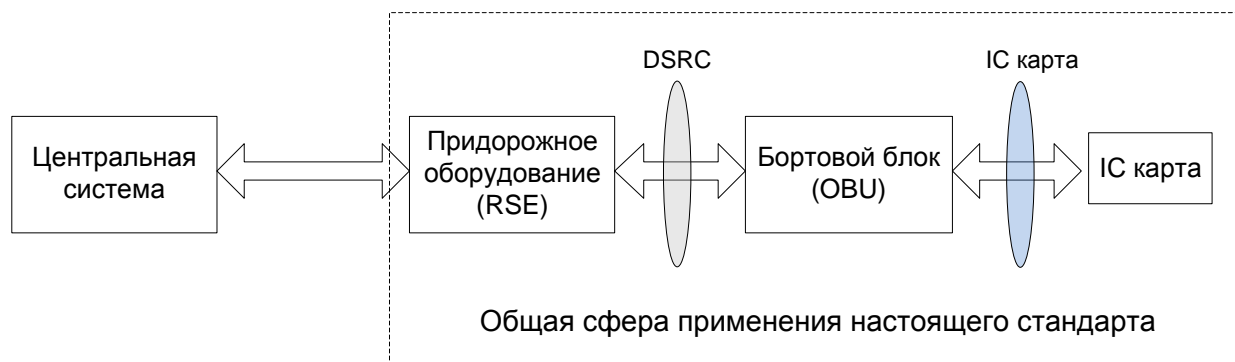 DSRC
IC карта
Центральная
система
Придорожное
оборудование
(RSE)
Бортовой блок
(OBU)
IC карта
Общая сфера применения настоящего стандарта